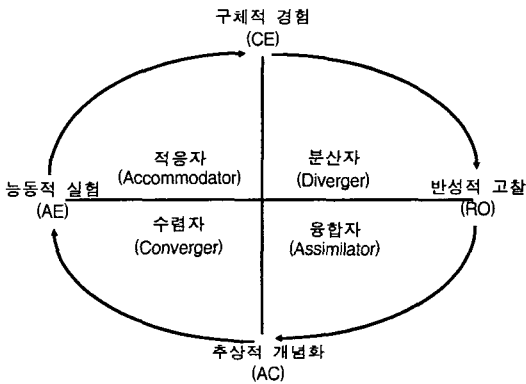 구체적 경험
(CE)
적응자
(Accommodator)
분산자
(Diverger)
능동적 실험
(AE)
반성적 고찰
(RO)
수렴자
(Converger)
융합자
(Assimilator)
추상적 개념화
(AC)